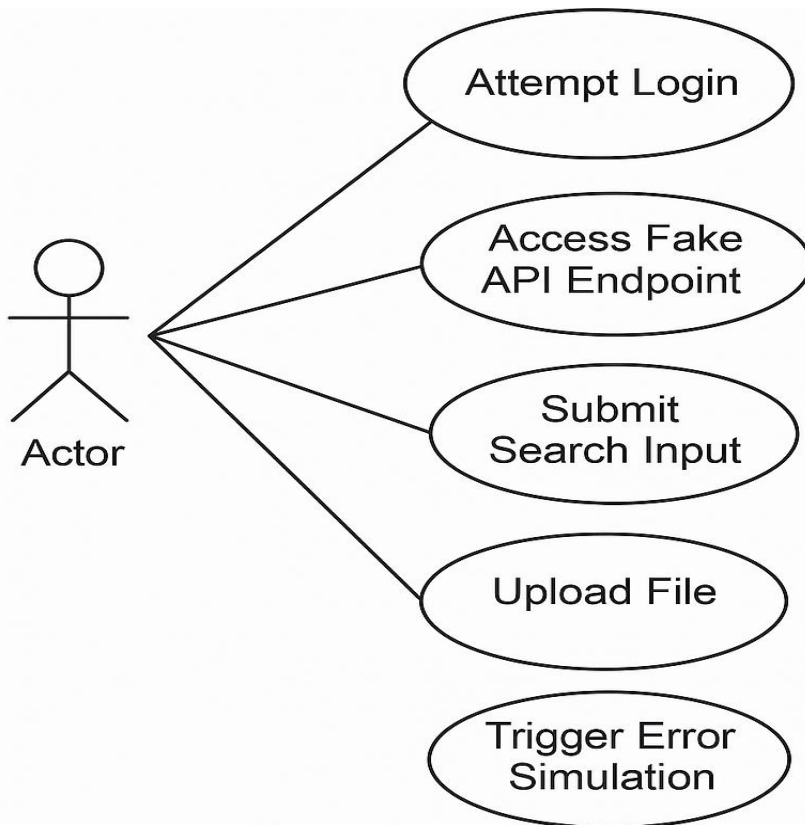 Attempt Login
Access Fake
API Endpoint
Submit
Search Input
Actor
Upload File
Trigger Error
Simulation